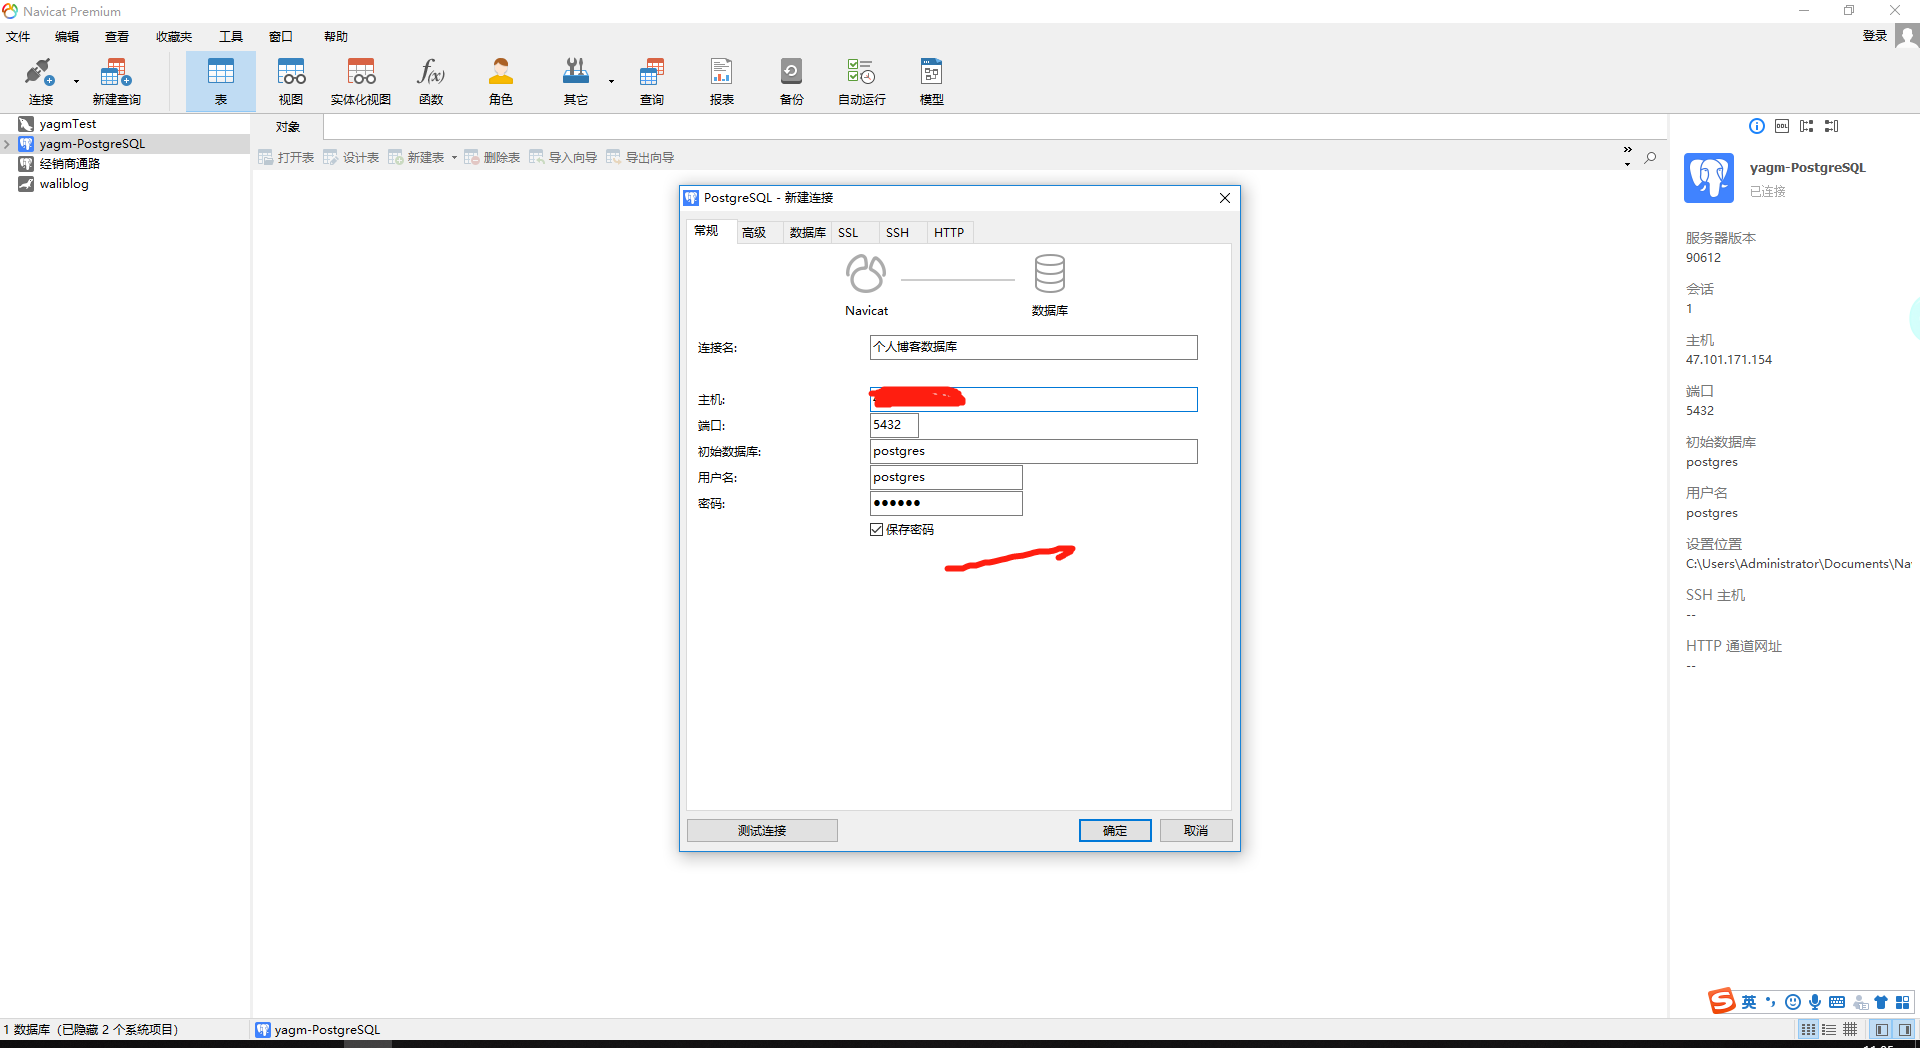 Navicat Premium
文件 编辑 查看 收藏夹 工具 窗口 帮助 登录
连接 新建查询 表 视图 实体化视图 函数 角色 其它 查询 报表 备份 自动运行 模型
f(x)
yagmTest
yagm-PostgreSQL
经销商通路
waliblog
对象
打开表 设计表 新建表 删除表 导入向导 导出向导
PostgreSQL - 新建连接
常规 高级 数据库 SSL SSH HTTP
Navicat 数据库
连接名: 个人博客数据库
主机:
端口: 5432
初始数据库: postgres
用户名: postgres
密码: ●●●●●●
保存密码
测试连接 确定 取消
DDL
yagm-PostgreSQL
已连接
服务器版本
90612
会话
1
主机
47.101.171.154
端口
5432
初始数据库
postgres
用户名
postgres
设置位置
C:\Users\Administrator\Documents\Na
SSH 主机
--
HTTP 通道网址
--
S 英
1 数据库 (已隐藏 2 个系统项目)
yagm-PostgreSQL